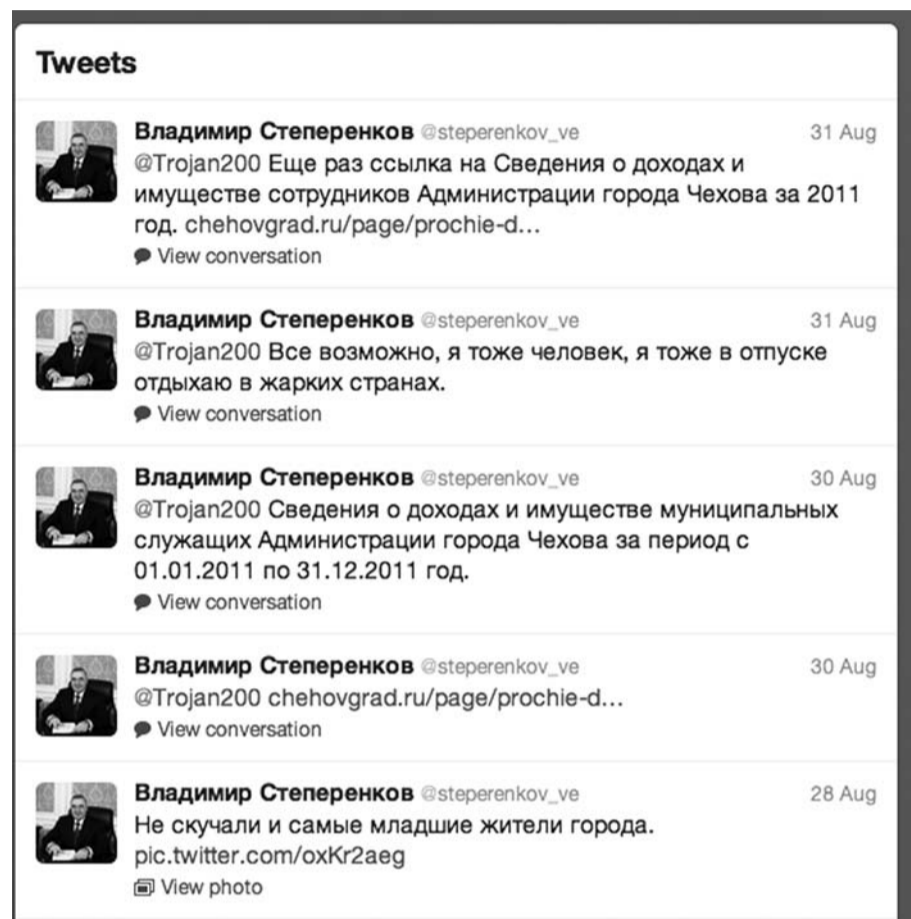 Tweets
Владимир Степеренков @steperenkov_ve 31 Aug
@Trojan200 Еще раз ссылка на Сведения о доходах и
имуществе сотрудников Администрации города Чехова за 2011
год. chehovgrad.ru/page/prochie-d...
View conversation
Владимир Степеренков @steperenkov_ve 31 Aug
@Trojan200 Все возможно, я тоже человек, я тоже в отпуске
отдыхаю в жарких странах.
View conversation
Владимир Степеренков @steperenkov_ve 30 Aug
@Trojan200 Сведения о доходах и имуществе муниципальных
служащих Администрации города Чехова за период с
01.01.2011 по 31.12.2011 год.
View conversation
Владимир Степеренков @steperenkov_ve 30 Aug
@Trojan200 chehovgrad.ru/page/prochie-d...
View conversation
Владимир Степеренков @steperenkov_ve 28 Aug
Не скучали и самые младшие жители города.
pic.twitter.com/oxKr2aeg
View photo